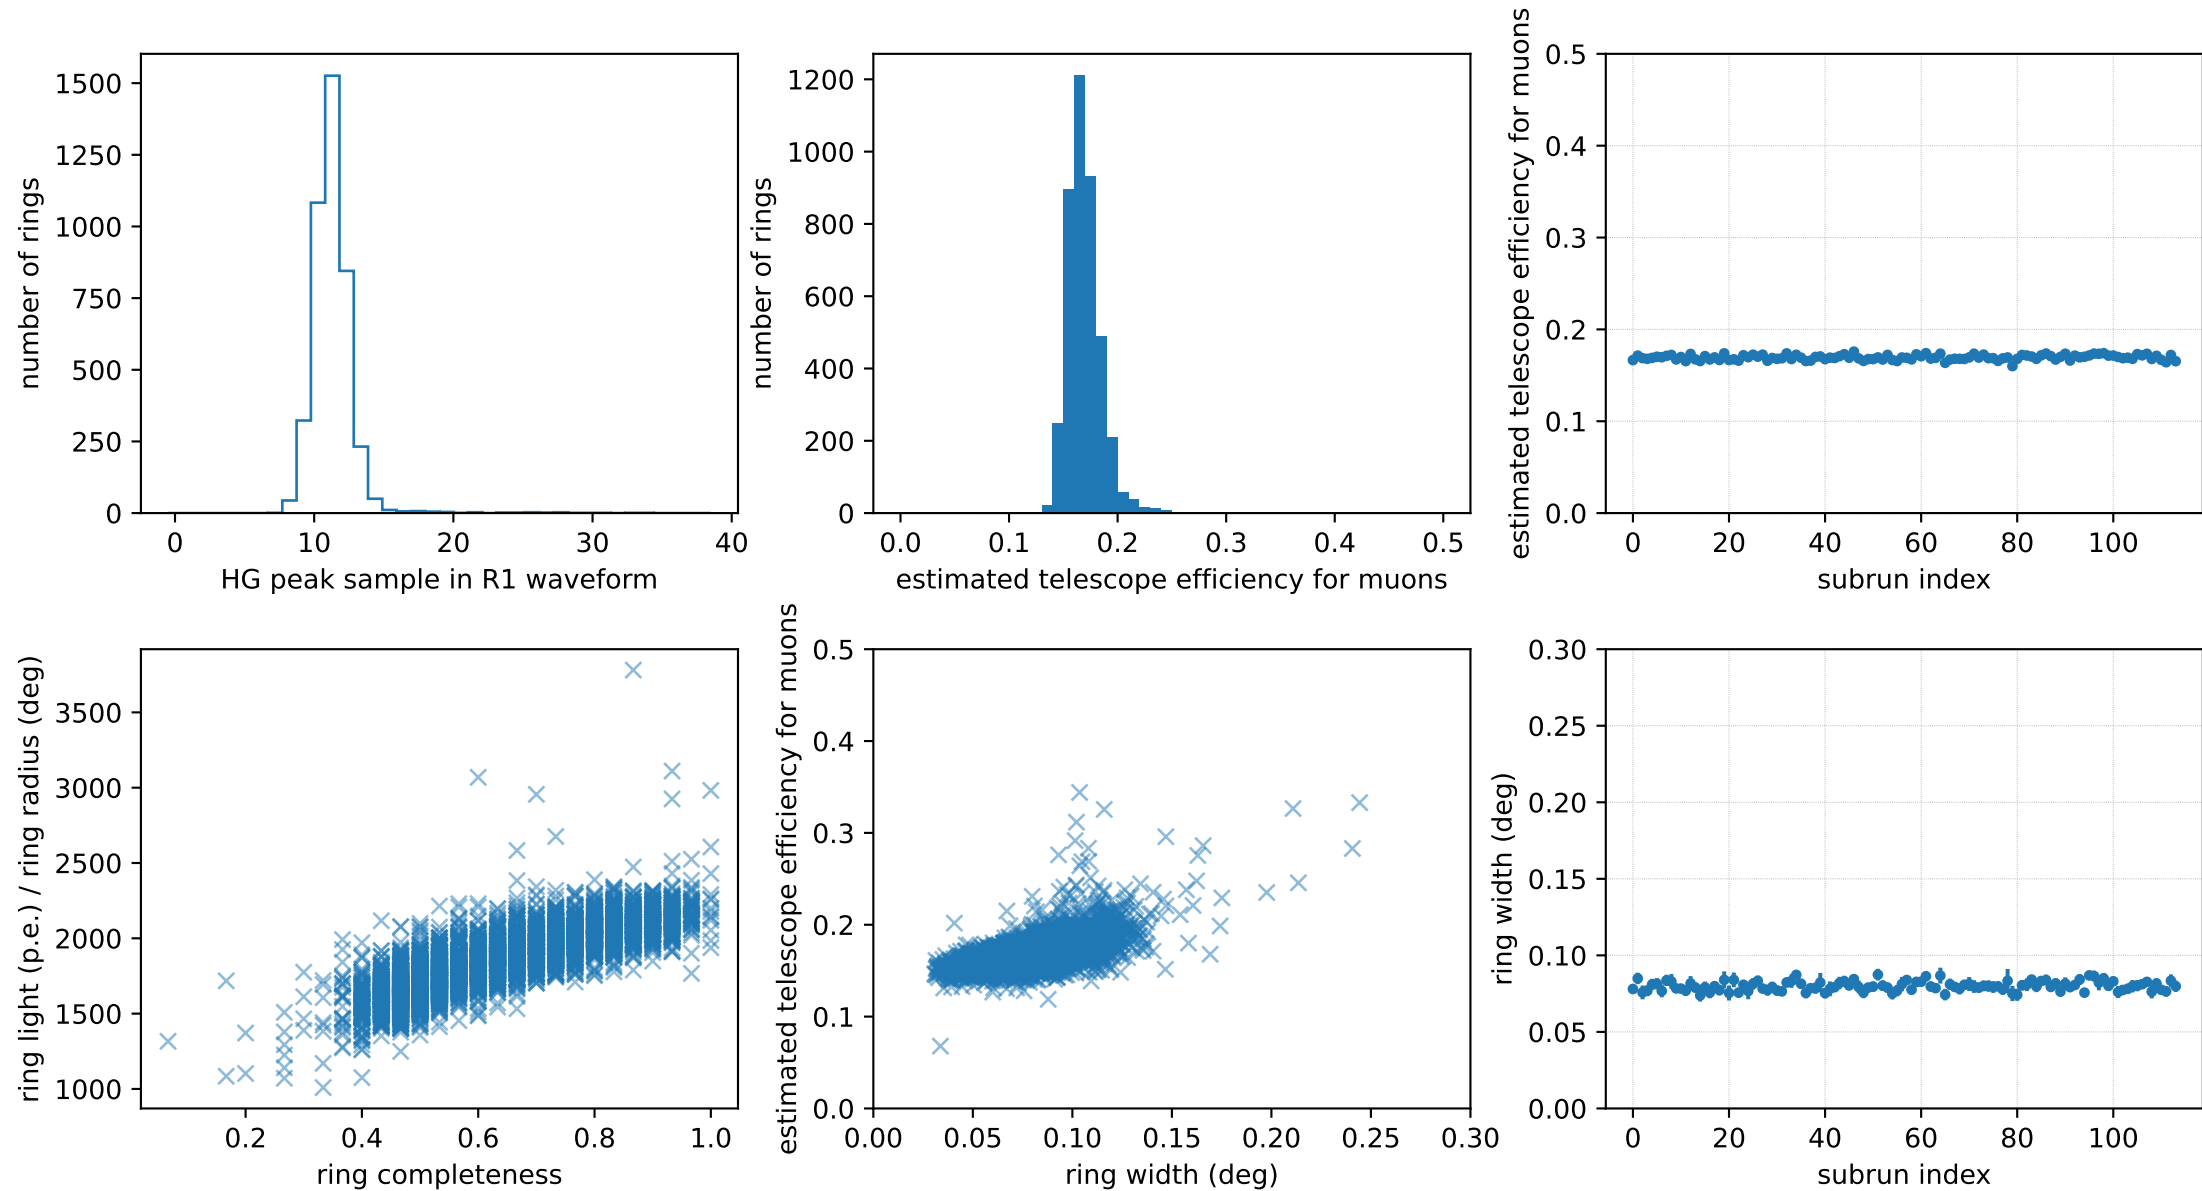 number of rings
1500
1250
1000
750
500
250
0
0 10 20 30 40
HG peak sample in R1 waveform
number of rings
1200
1000
800
600
400
200
0
0.0 0.1 0.2 0.3 0.4 0.5
estimated telescope efficiency for muons
estimated telescope efficiency for muons
0.5
0.4
0.3
0.2
0.1
0.0
0 20 40 60 80 100
subrun index
ring light (p.e.) / ring radius (deg)
3500
3000
2500
2000
1500
1000
0.2 0.4 0.6 0.8 1.0
ring completeness
estimated telescope efficiency for muons
0.5
0.4
0.3
0.2
0.1
0.0
0.00 0.05 0.10 0.15 0.20 0.25 0.30
ring width (deg)
ring width (deg)
0.30
0.25
0.20
0.15
0.10
0.05
0.00
0 20 40 60 80 100
subrun index